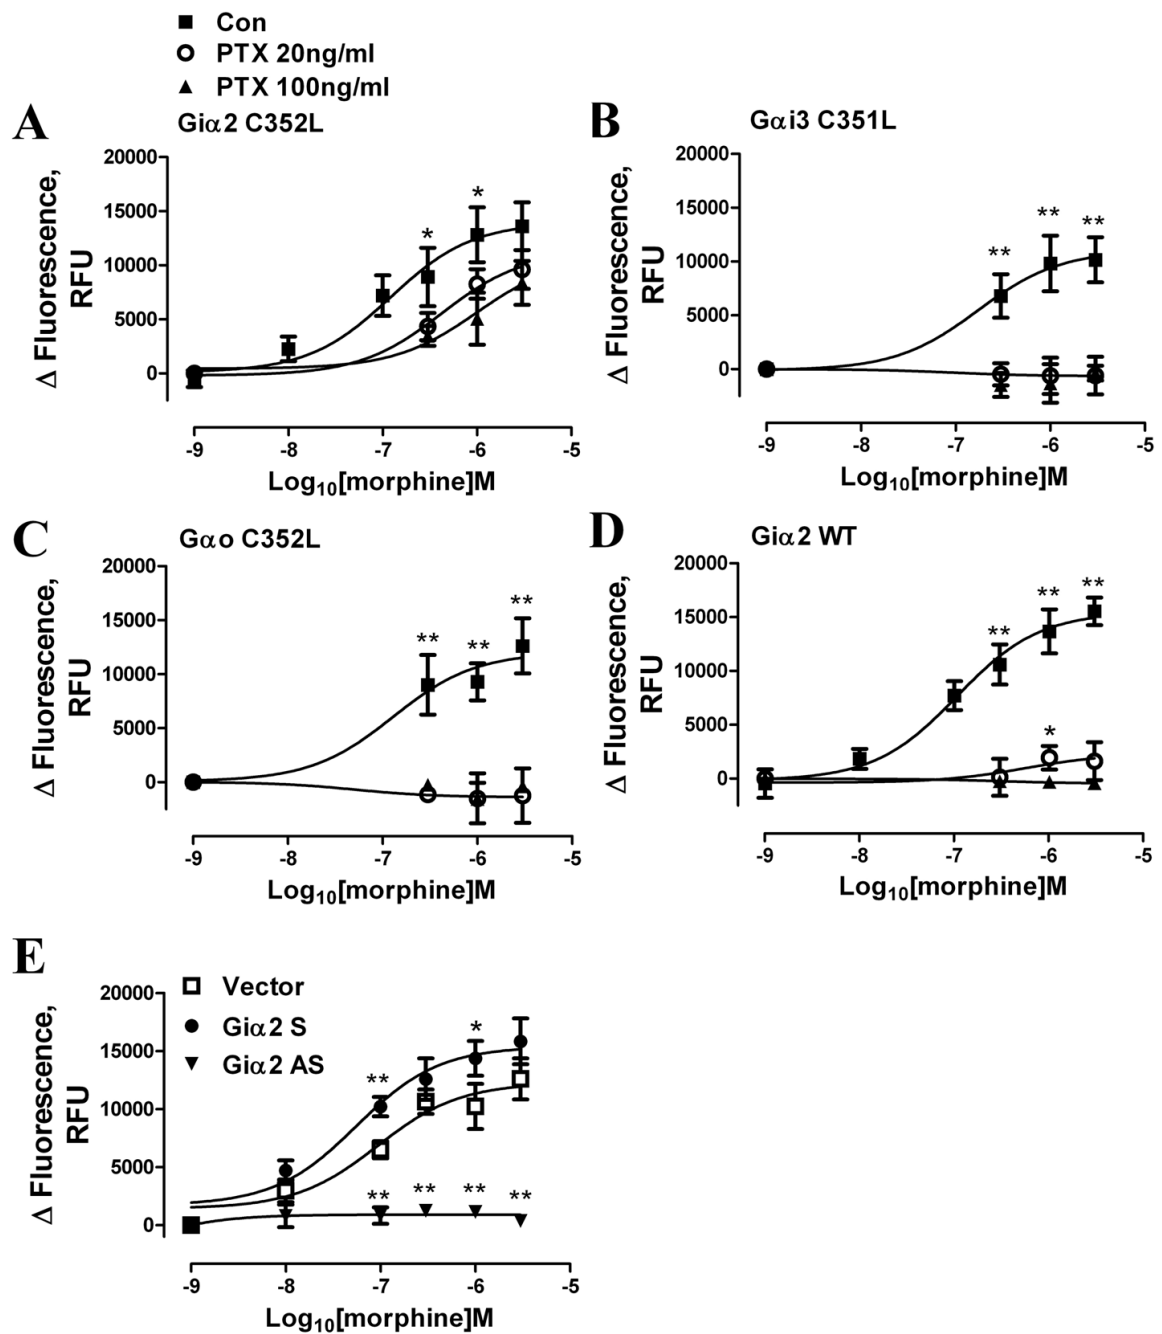 Con
PTX 20ng/ml
PTX 100ng/ml
A
Giα2 C352L
20000
15000
10000
5000
0
Δ Fluorescence,
RFU
*
*
-9 -8 -7 -6 -5
Log10[morphine]M
B
Gαi3 C351L
20000
15000
10000
5000
0
Δ Fluorescence,
RFU
** ** **
-9 -8 -7 -6 -5
Log10[morphine]M
C
Gαo C352L
20000
15000
10000
5000
0
Δ Fluorescence,
RFU
** ** **
-9 -8 -7 -6 -5
Log10[morphine]M
D
Giα2 WT
20000
15000
10000
5000
0
Δ Fluorescence,
RFU
** ** **
*
-9 -8 -7 -6 -5
Log10[morphine]M
E
Vector
Giα2 S
Giα2 AS
20000
15000
10000
5000
0
Δ Fluorescence,
RFU
** *
** ** ** **
-9 -8 -7 -6 -5
Log10[morphine]M